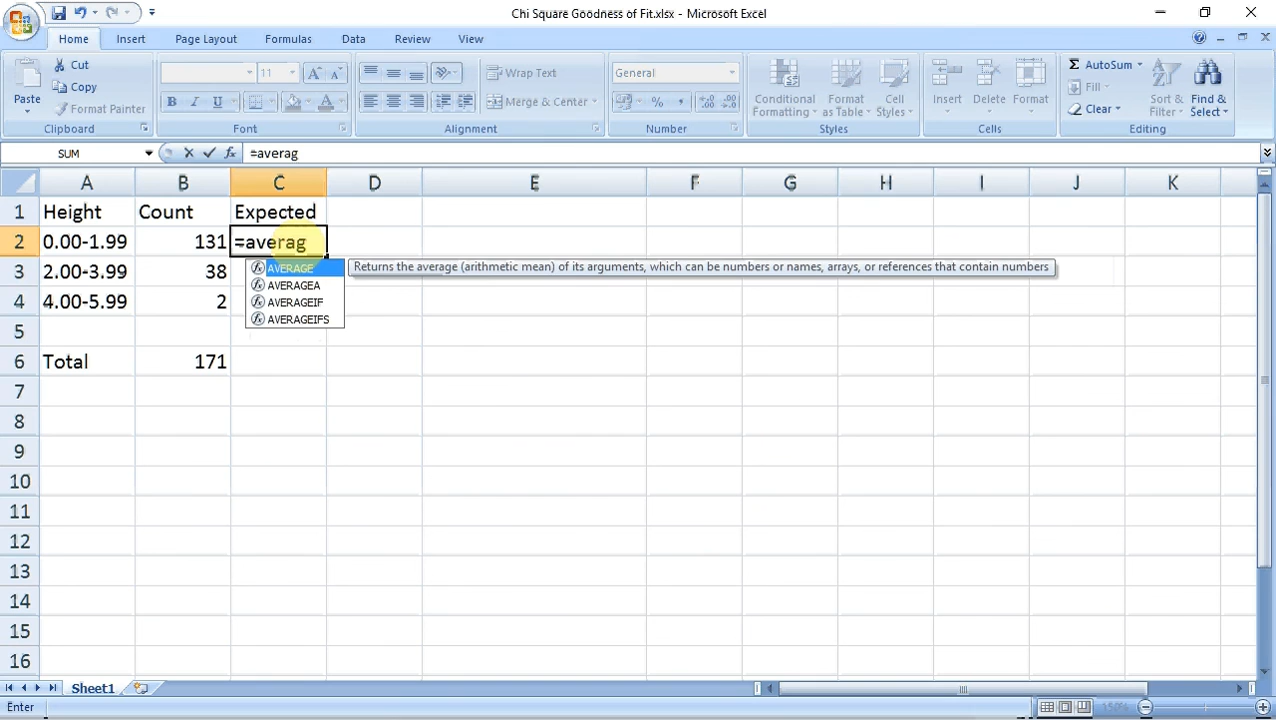 Chi Square Goodness of Fit.xlsx - Microsoft Excel
Home Insert Page Layout Formulas Data Review View
Paste Cut Copy Format Painter Clipboard
11 B I U Font
Wrap Text Merge & Center Alignment
General % , Number
Conditional Formatting Format as Table Cell Styles Styles
Insert Delete Format Cells
Σ AutoSum Fill Clear Sort & Filter Find & Select Editing
SUM fx =averag
A B C D E F G H I J K
1 Height Count Expected
2 0.00-1.99 131 =averag
AVERAGE Returns the average (arithmetic mean) of its arguments, which can be numbers or names, arrays, or references that contain numbers
3 2.00-3.99 38
AVERAGEA
4 4.00-5.99 2
AVERAGEIF
AVERAGEIFS
5
6 Total 171
7
8
9
10
11
12
13
14
15
16
Sheet1
Enter 150%